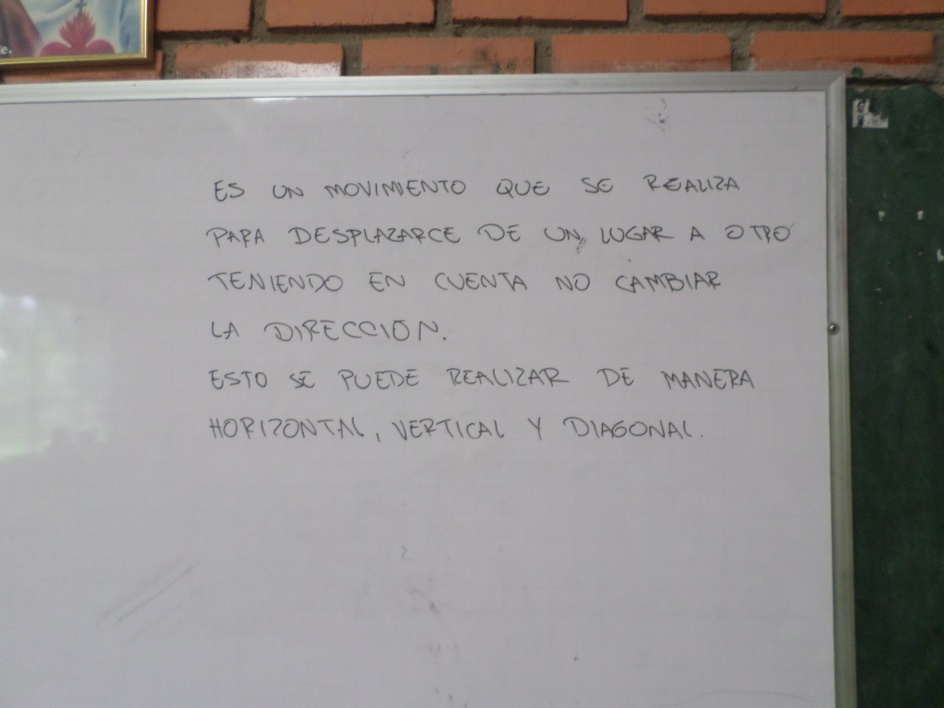 e.
ES UN MOVIMIENTO QUE SE REALIZA
PARA DESPLAZARCE DE UN LUGAR A OTRO
TENIENDO EN CUENTA NO CAMBIAR
LA DIRECCIÓN.
ESTO SE PUEDE REALIZAR DE MANERA
HORIZONTAL, VERTICAL Y DIAGONAL.